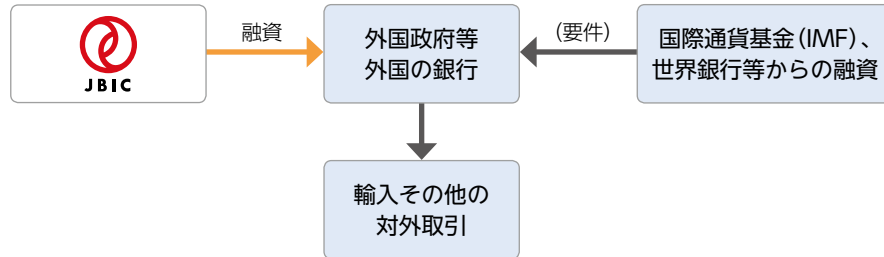 JBIC
融資
外国政府等
外国の銀行
(要件)
国際通貨基金(IMF)、
世界銀行等からの融資
輸入その他の
対外取引